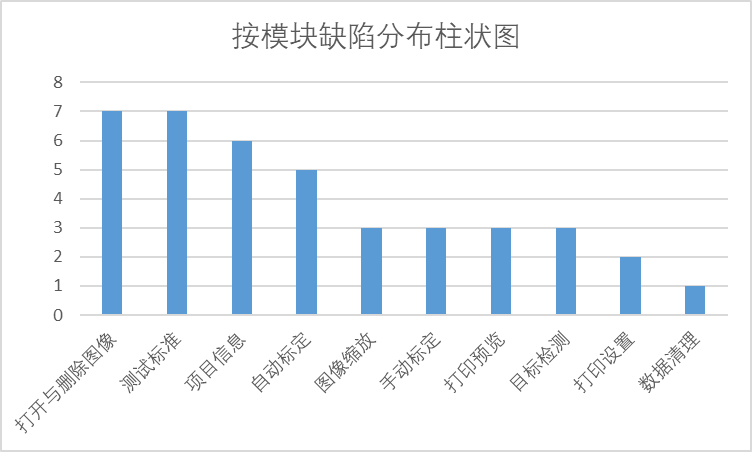 按模块缺陷分布柱状图
8
7
6
5
4
3
2
1
0
打开与删除图像
测试标准
项目信息
自动标定
图像缩放
手动标定
打印预览
目标检测
打印设置
数据清理